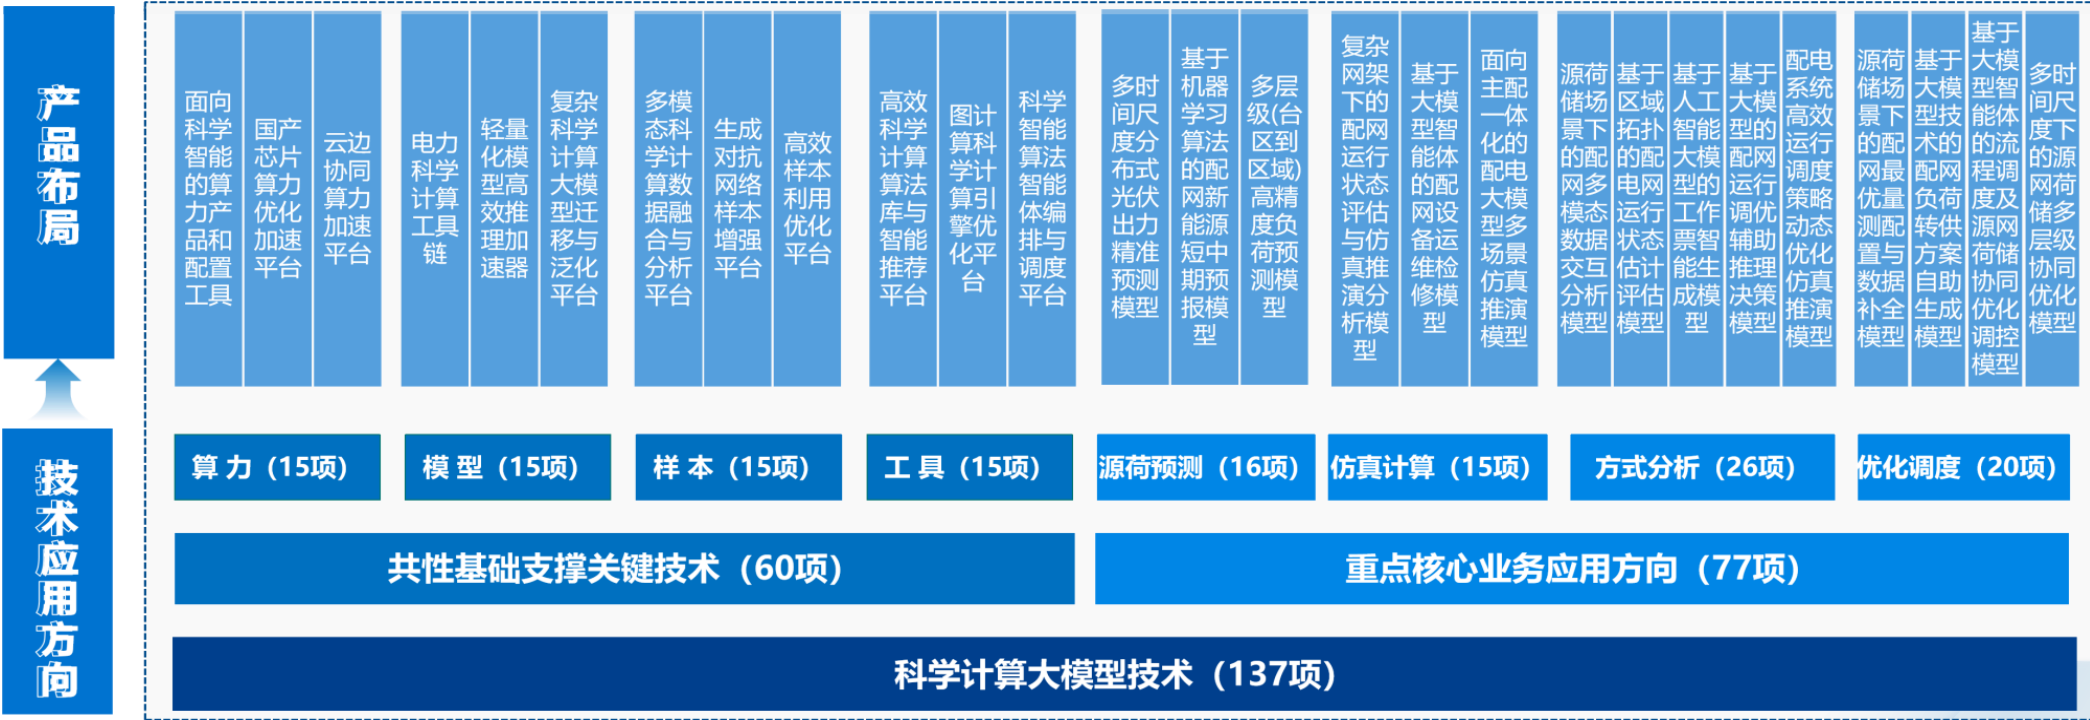 产品布局
面向科学智能的算力产品和配置工具
国产芯片算力优化加速平台
云边协同算力加速平台
电力科学计算工具链
轻量化模型高效推理加速器
复杂科学计算大模型迁移与泛化平台
多模态科学计算数据融合与分析平台
生成对抗网络样本增强平台
高效样本利用优化平台
高效科学计算算法库与智能推荐平台
图计算科学计算引擎优化平台
科学智能算法智能体编排与调度平台
多时间尺度分布式光伏出力精准预测模型
基于机器学习算法的配网新能源短中期预报模型
多层级(台区到区域)高精度负荷预测模型
复杂网架下的配网运行状态评估与仿真推演分析模型
基于大模型智能体的配网设备运维检修模型
面向主配一体化的配电大模型多场景仿真推演模型
源荷储场景下的配网多模态数据交互分析模型
基于区域拓扑的配电网运行状态估计评估模型
基于人工智能大模型的工作票智能生成模型
基于大模型的配网运行调优辅助推理决策模型
配电系统高效运行调度策略动态优化仿真推演模型
源荷储场景下的配网最优量测配置与数据补全模型
基于大模型技术的配网负荷转供方案自助生成模型
基于大模型智能体的流程调度及源网荷储协同优化调控模型
多时间尺度下的源网荷储多层级协同优化模型
技术应用方向
算 力（15项）
模 型（15项）
样 本（15项）
工 具（15项）
源荷预测（16项）
仿真计算（15项）
方式分析（26项）
优化调度（20项）
共性基础支撑关键技术（60项）
重点核心业务应用方向（77项）
科学计算大模型技术（137项）